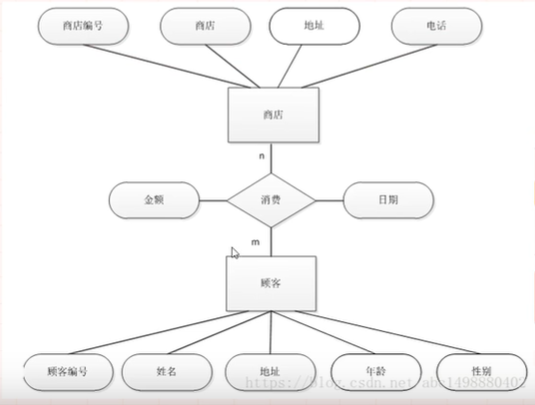 商店编号 商店 地址 电话
商店
n
金额 消费 日期
m
顾客
顾客编号 姓名 地址 年龄 性别
https://blog.csdn.net/abc1498880402